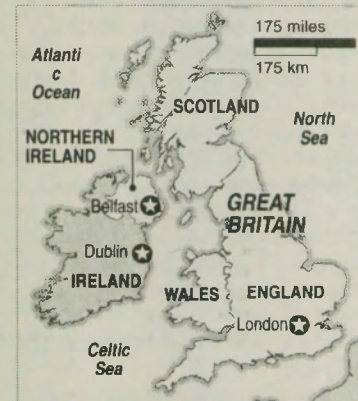 175 miles
175 km
Atlanti
c
Ocean
SCOTLAND
North
Sea
NORTHERN
IRELAND
Belfast
GREAT
BRITAIN
Dublin
IRELAND
WALES
ENGLAND
London
Celtic
Sea